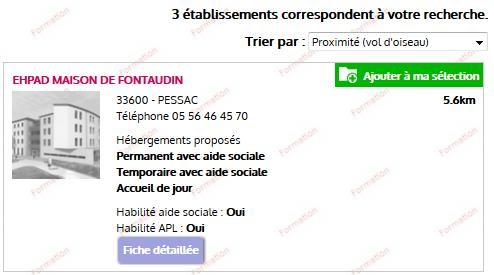 3 établissements correspondent à votre recherche.
Trier par : Proximité (vol d'oiseau)
Ajouter à ma sélection
EHPAD MAISON DE FONTAUDIN
5.6km
33600 - PESSAC
Téléphone 05 56 46 45 70
Hébergements proposés
Permanent avec aide sociale
Temporaire avec aide sociale
Accueil de jour
Habilité aide sociale : Oui
Habilité APL : Oui
Fiche détaillée
Formation